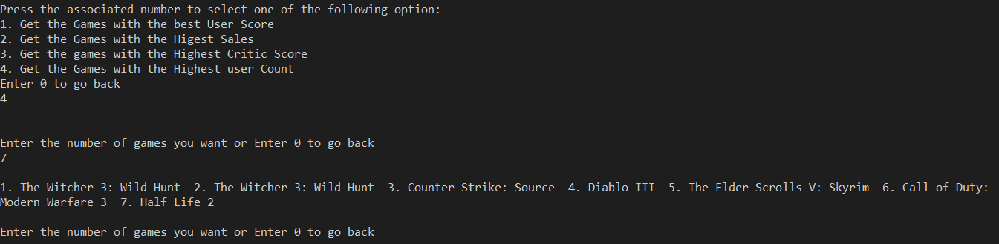 Press the associated number to select one of the following option:
1. Get the Games with the best User Score
2. Get the Games with the Higest Sales
3. Get the games with the Highest Critic Score
4. Get the Games with the Highest user Count
Enter 0 to go back
4
Enter the number of games you want or Enter 0 to go back
7
1. The Witcher 3: Wild Hunt  2. The Witcher 3: Wild Hunt  3. Counter Strike: Source  4. Diablo III  5. The Elder Scrolls V: Skyrim  6. Call of Duty:
Modern Warfare 3  7. Half Life 2
Enter the number of games you want or Enter 0 to go back